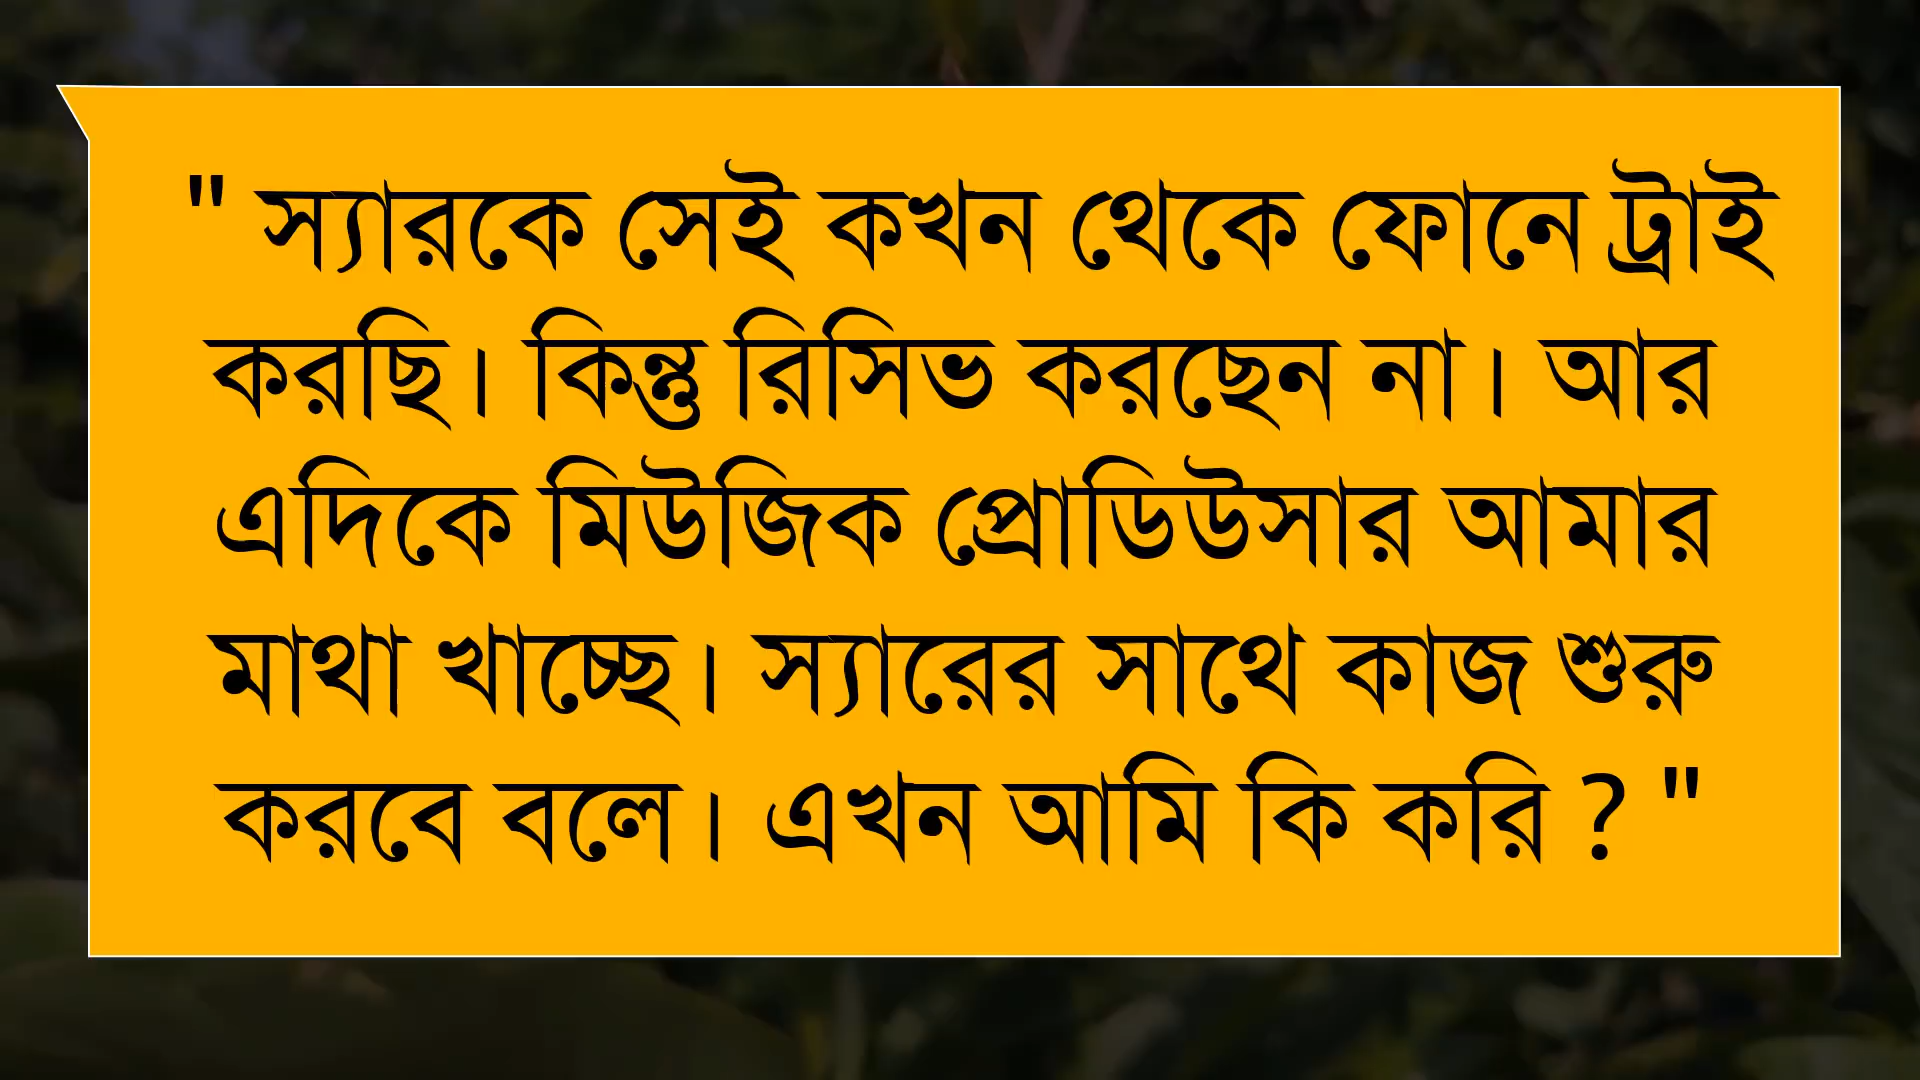 " স্যারকে সেই কখন থেকে ফোনে ট্রাই
করছি। কিন্তু রিসিভ করছেন না। আর
এদিকে মিউজিক প্রোডিউসার আমার
মাথা খাচ্ছে। স্যারের সাথে কাজ শুরু
করবে বলে। এখন আমি কি করি ? "